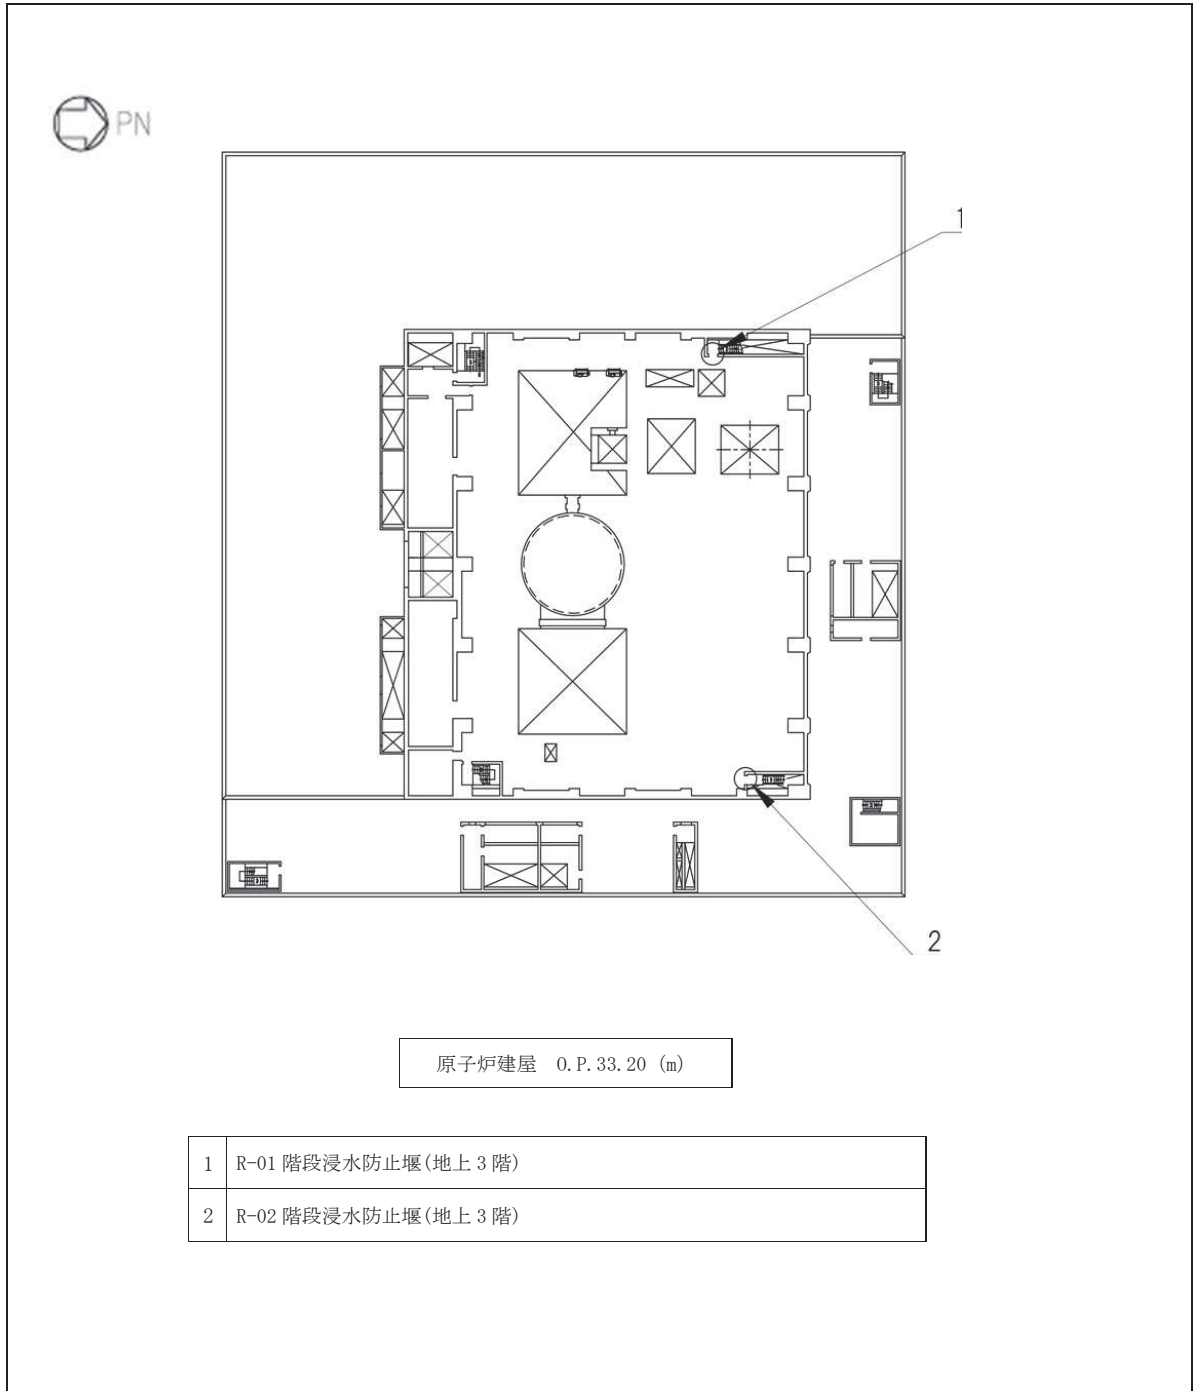 PN
1
2
原子炉建屋　O.P.33.20 (m)
1 R-01 階段浸水防止堰(地上 3 階)
2 R-02 階段浸水防止堰(地上 3 階)